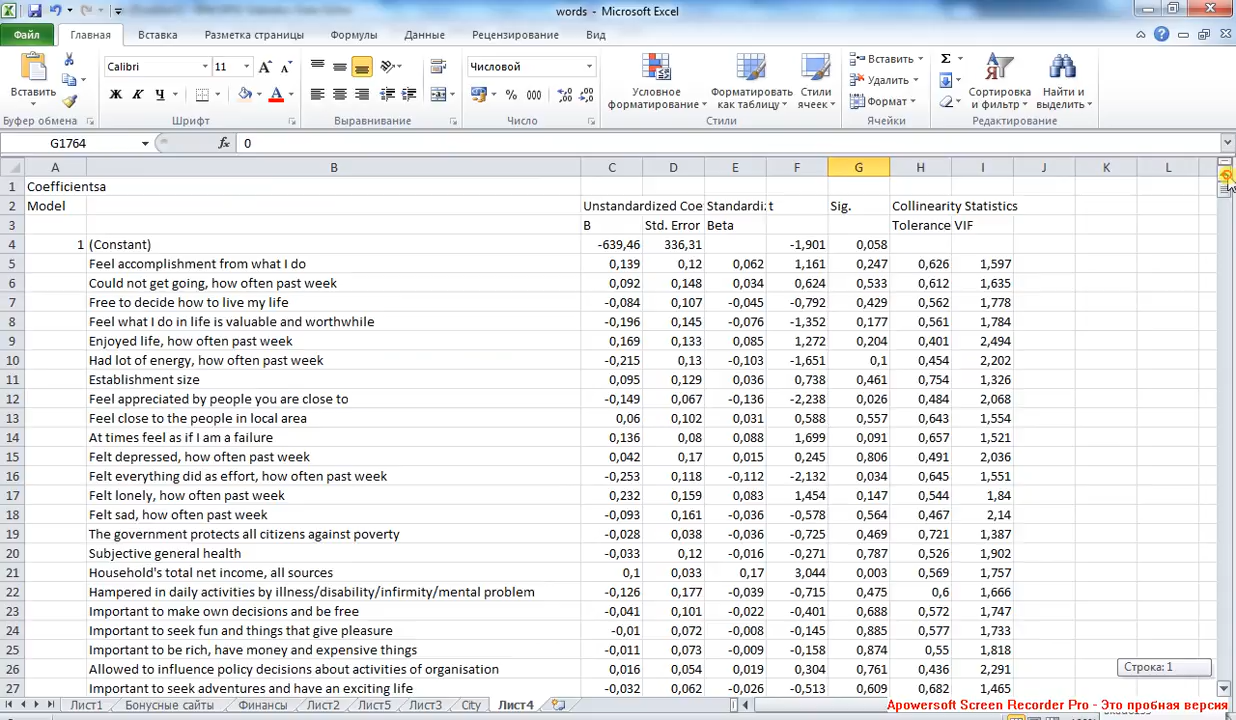 words - Microsoft Excel
Файл Главная Вставка Разметка страницы Формулы Данные Рецензирование Вид
Вставить Calibri 11 Ж К Ч Числовой % 000 Условное форматирование Форматировать как таблицу Стили ячеек Вставить Удалить Формат Σ Сортировка и фильтр Найти и выделить
Буфер обмена Шрифт Выравнивание Число Стили Ячейки Редактирование
G1764 fx 0
A B C D E F G H I J K L
1 Coefficientsa
2 Model Unstandardized Coe Standardiz t Sig. Collinearity Statistics
3 B Std. Error Beta Tolerance VIF
4 1 (Constant) -639,46 336,31 -1,901 0,058
5 Feel accomplishment from what I do 0,139 0,12 0,062 1,161 0,247 0,626 1,597
6 Could not get going, how often past week 0,092 0,148 0,034 0,624 0,533 0,612 1,635
7 Free to decide how to live my life -0,084 0,107 -0,045 -0,792 0,429 0,562 1,778
8 Feel what I do in life is valuable and worthwhile -0,196 0,145 -0,076 -1,352 0,177 0,561 1,784
9 Enjoyed life, how often past week 0,169 0,133 0,085 1,272 0,204 0,401 2,494
10 Had lot of energy, how often past week -0,215 0,13 -0,103 -1,651 0,1 0,454 2,202
11 Establishment size 0,095 0,129 0,036 0,738 0,461 0,754 1,326
12 Feel appreciated by people you are close to -0,149 0,067 -0,136 -2,238 0,026 0,484 2,068
13 Feel close to the people in local area 0,06 0,102 0,031 0,588 0,557 0,643 1,554
14 At times feel as if I am a failure 0,136 0,08 0,088 1,699 0,091 0,657 1,521
15 Felt depressed, how often past week 0,042 0,17 0,015 0,245 0,806 0,491 2,036
16 Felt everything did as effort, how often past week -0,253 0,118 -0,112 -2,132 0,034 0,645 1,551
17 Felt lonely, how often past week 0,232 0,159 0,083 1,454 0,147 0,544 1,84
18 Felt sad, how often past week -0,093 0,161 -0,036 -0,578 0,564 0,467 2,14
19 The government protects all citizens against poverty -0,028 0,038 -0,036 -0,725 0,469 0,721 1,387
20 Subjective general health -0,033 0,12 -0,016 -0,271 0,787 0,526 1,902
21 Household's total net income, all sources 0,1 0,033 0,17 3,044 0,003 0,569 1,757
22 Hampered in daily activities by illness/disability/infirmity/mental problem -0,126 0,177 -0,039 -0,715 0,475 0,6 1,666
23 Important to make own decisions and be free -0,041 0,101 -0,022 -0,401 0,688 0,572 1,747
24 Important to seek fun and things that give pleasure -0,01 0,072 -0,008 -0,145 0,885 0,577 1,733
25 Important to be rich, have money and expensive things -0,011 0,073 -0,009 -0,158 0,874 0,55 1,818
26 Allowed to influence policy decisions about activities of organisation 0,016 0,054 0,019 0,304 0,761 0,436 2,291
27 Important to seek adventures and have an exciting life -0,032 0,062 -0,026 -0,513 0,609 0,682 1,465
Строка: 1
Лист1 Бонусные сайты Финансы Лист2 Лист5 Лист3 City Лист4
Apowersoft Screen Recorder Pro - Это пробная версия